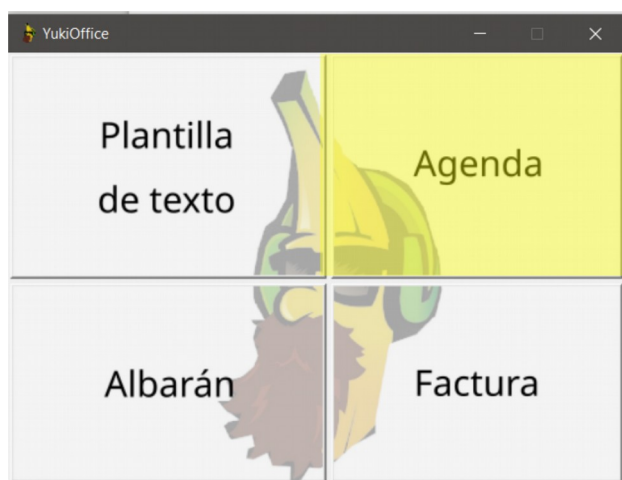 YukiOffice
Plantilla
de texto
Agenda
Albarán
Factura